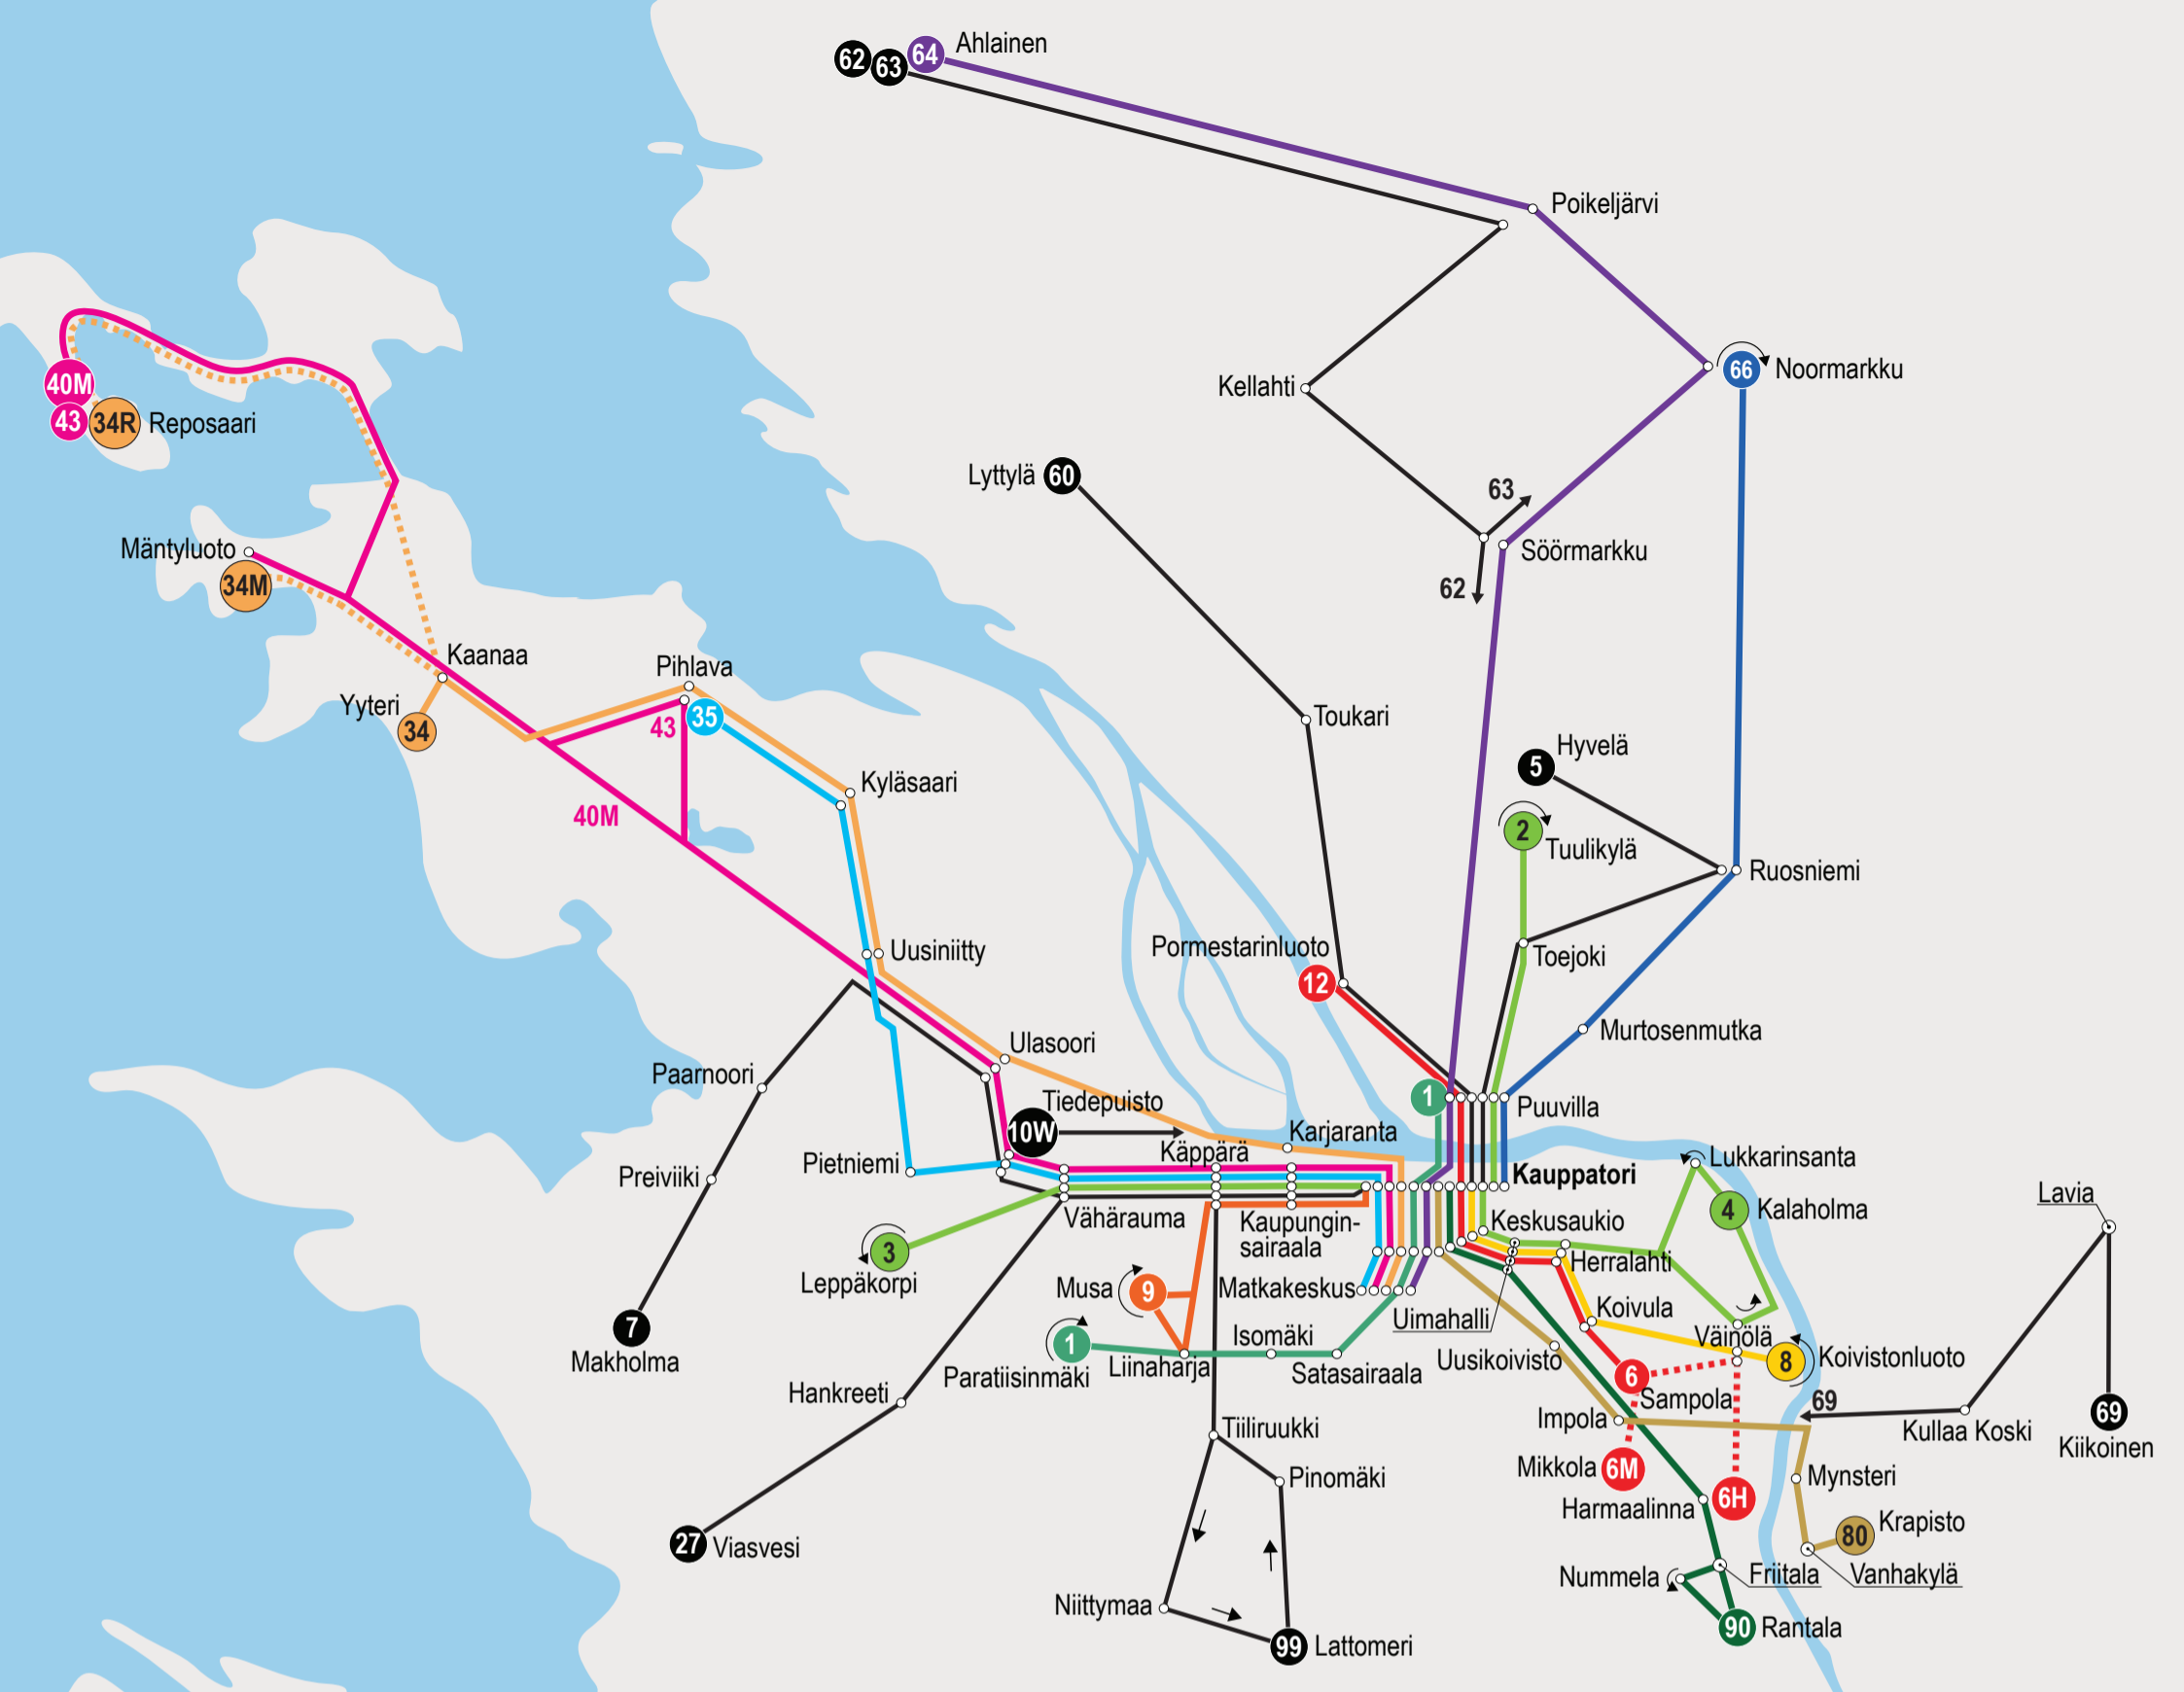 62
63
64
Ahlainen
Poikeljärvi
66
Noormarkku
Kellahti
40M
43
34R
Reposaari
Lyttylä
60
63
Söörmarkku
Mäntyluoto
34M
62
Kaanaa
Pihlava
Yyteri
34
43
35
Toukari
Hyvelä
5
Kyläsaari
40M
2
Tuulikylä
Ruosniemi
Uusiniitty
Pormestarinluoto
Toejoki
12
Murtosenmutka
Ulasoori
Paarnoori
Tiedepuisto
1
Puuvilla
10W
Karjaranta
Käppärä
Lukkarinsanta
Pietniemi
Preiviiki
Kauppatori
Lavia
Vähärauma
Kaupungin-
sairaala
Keskusaukio
4
Kalaholma
3
Leppäkorpi
Herralahti
Musa
9
Matkakeskus
Uimahalli
Koivula
7
Makholma
1
Paratiisinmäki
Liinaharja
Isomäki
Satasairaala
Väinölä
8
Koivistonluoto
Uusikoivisto
6
Sampola
Hankreeti
69
Impola
Kullaa Koski
69
Kiikoinen
Tiiliruukki
Mikkola
6M
Pinomäki
Mynsteri
Harmaalinna
6H
Krapisto
80
27
Viasvesi
Nummela
Friitala
Vanhakylä
Niittymaa
90
Rantala
99
Lattomeri